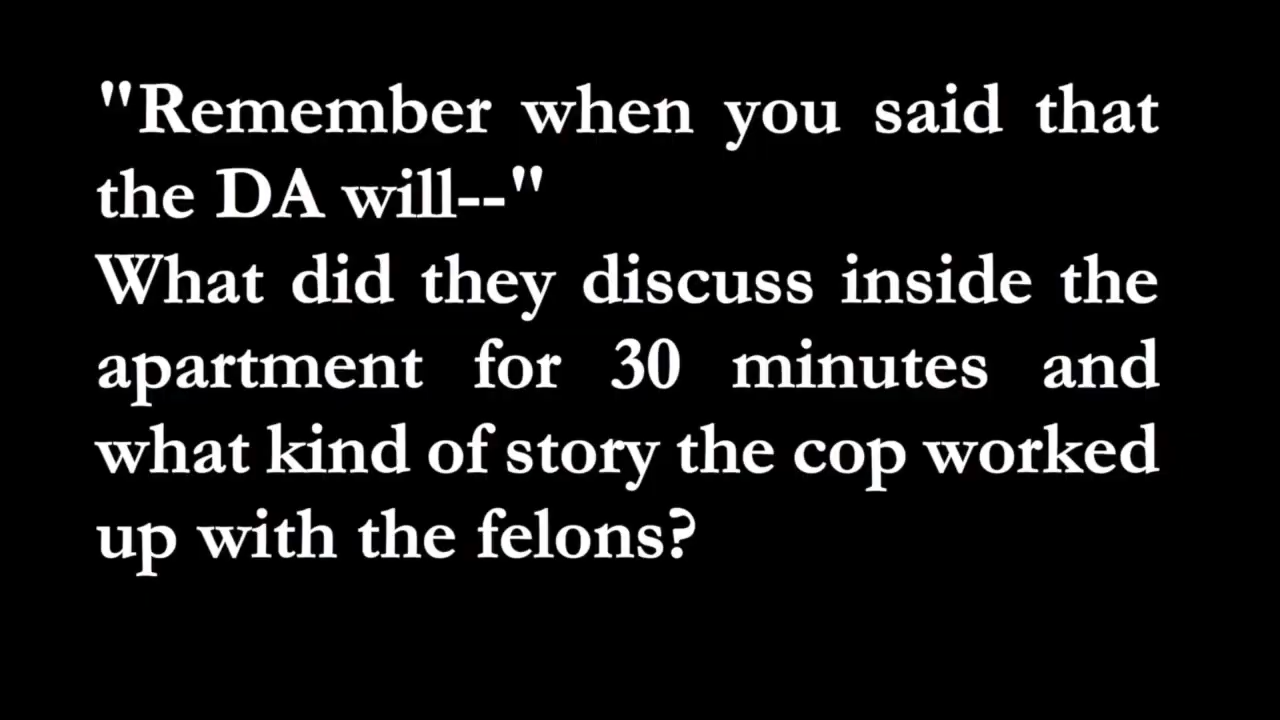 "Remember when you said that
the DA will--"
What did they discuss inside the
apartment for 30 minutes and
what kind of story the cop worked
up with the felons?